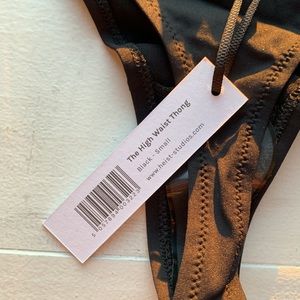 The High Waist Thong
Black . Small
www.heist-studios.com